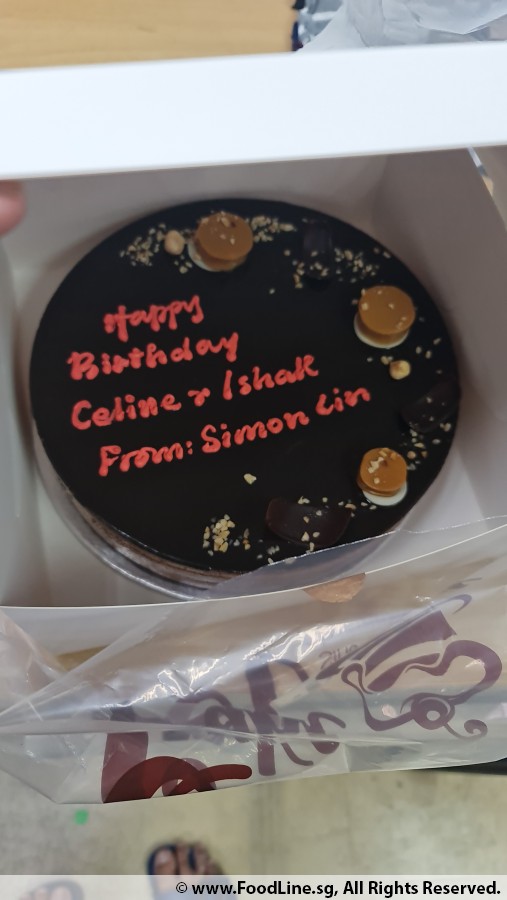 Happy
Birthday
Celine & Ishak
From: Simon Lin
© www.FoodLine.sg, All Rights Reserved.